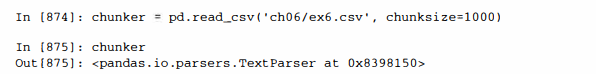 In [874]: chunker = pd.read_csv('ch06/ex6.csv', chunksize=1000)
In [875]: chunker
Out[875]: <pandas.io.parsers.TextParser at 0x8398150>